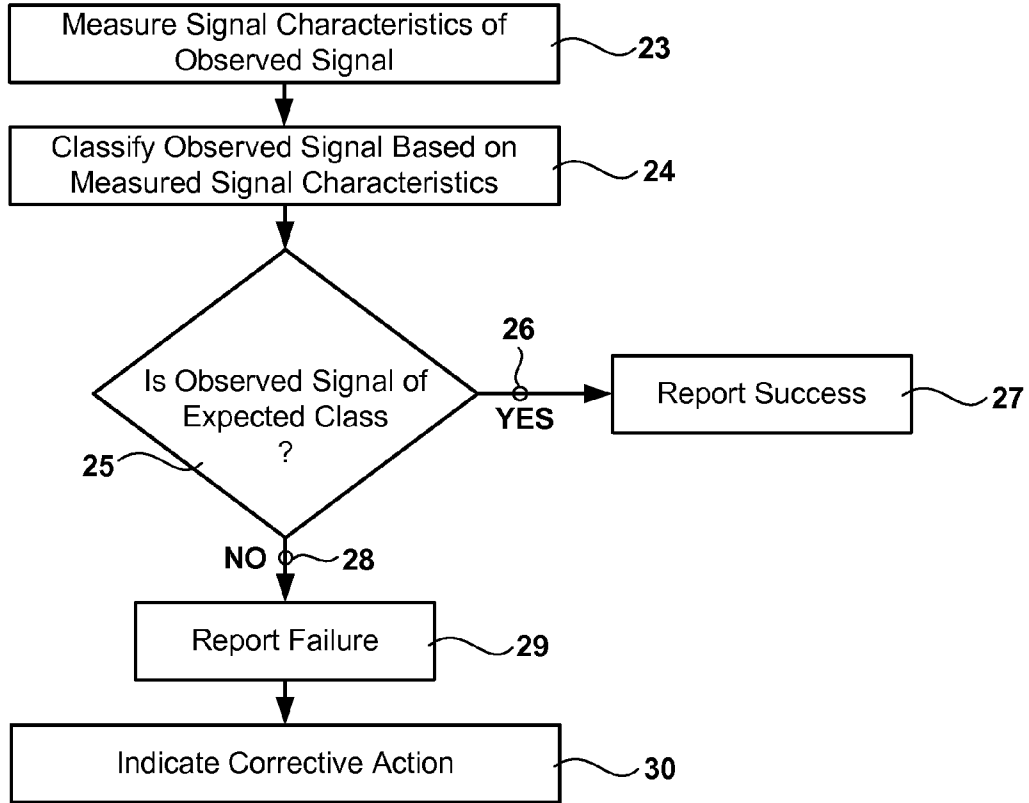 Measure Signal Characteristics of
Observed Signal
23
Classify Observed Signal Based on
Measured Signal Characteristics
24
Is Observed Signal of
Expected Class
?
25
26
YES
Report Success
27
NO
28
Report Failure
29
Indicate Corrective Action
30